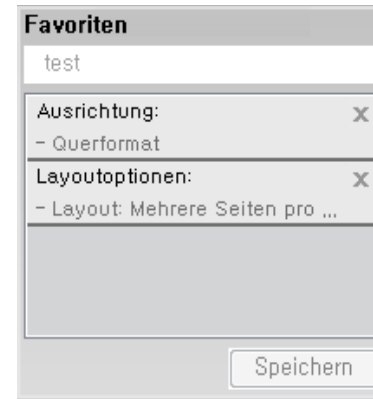 Favoriten
test
Ausrichtung:
- Querformat
Layoutoptionen:
- Layout: Mehrere Seiten pro ...
Speichern